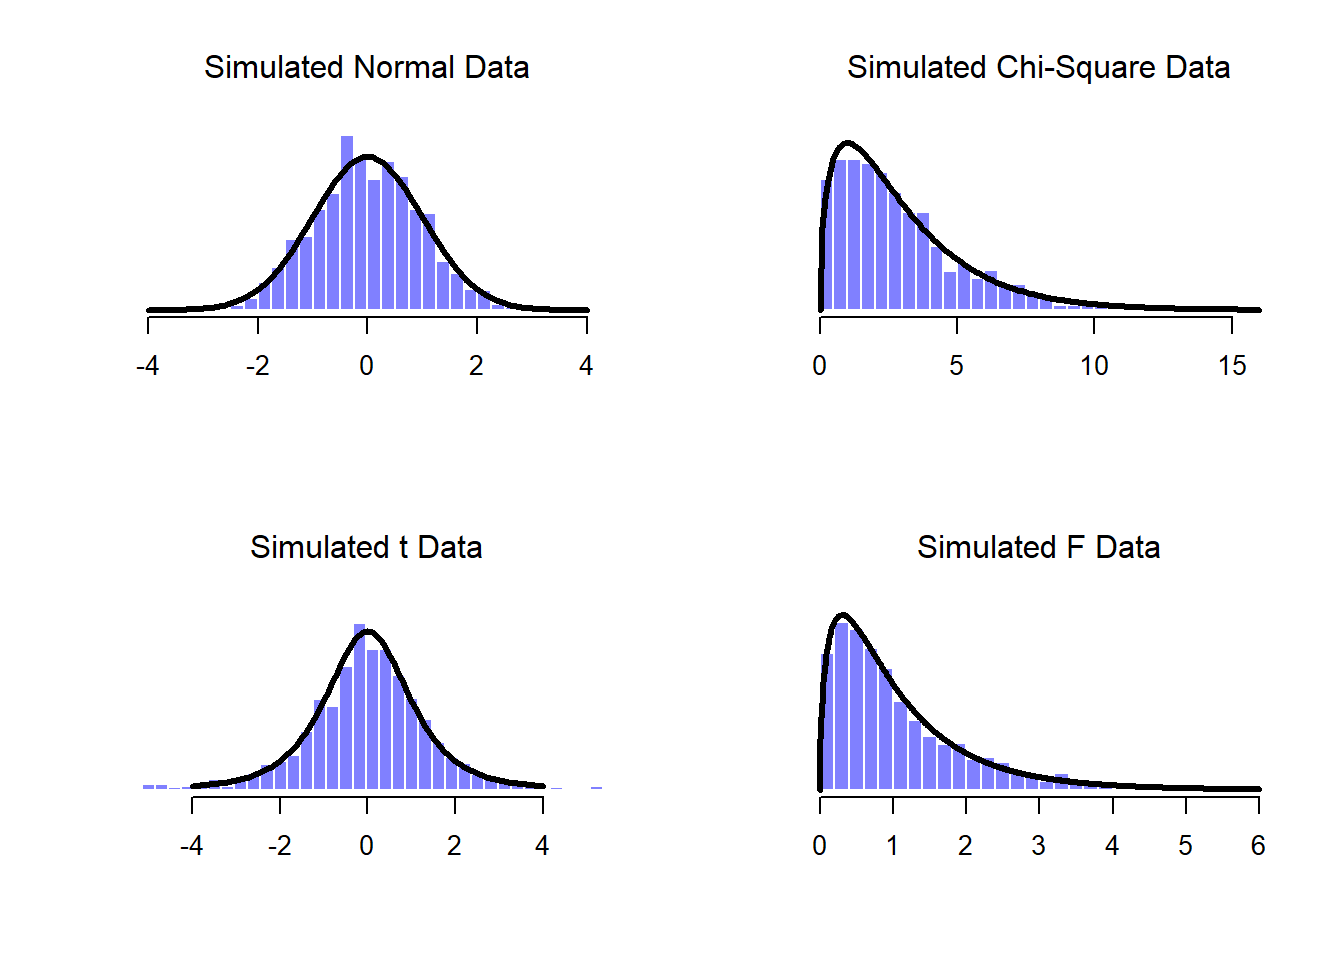 Simulated Normal Data
-4 -2 0 2 4
Simulated Chi-Square Data
0 5 10 15
Simulated t Data
-4 -2 0 2 4
Simulated F Data
0 1 2 3 4 5 6